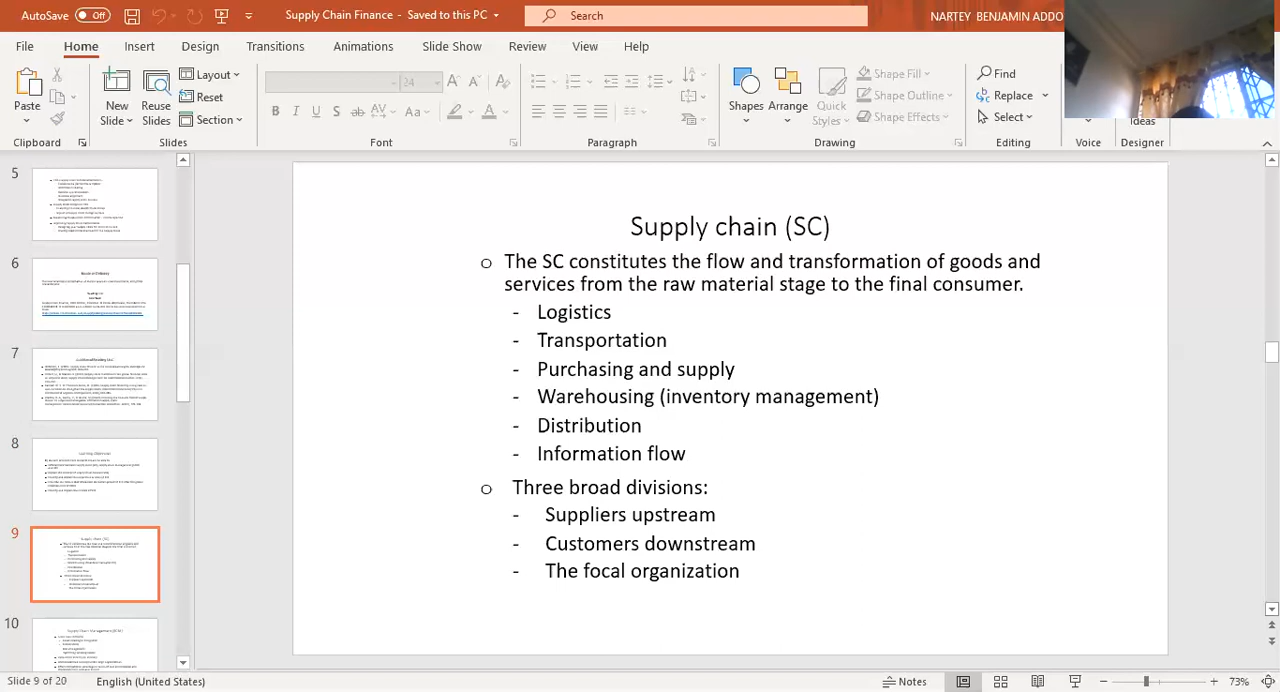 AutoSave Off Supply Chain Finance - Saved to this PC Search NARTEY BENJAMIN ADDO
File Home Insert Design Transitions Animations Slide Show Review View Help
Paste New Slide Reuse Slides Layout Reset Section 24 Shapes Arrange Quick Styles Shape Fill Shape Outline Shape Effects Find Replace Select Ideas
Clipboard Slides Font Paragraph Drawing Editing Voice Designer
5
6
7
8
9
10
Supply chain (SC)
o The SC constitutes the flow and transformation of goods and
services from the raw material stege to the final consumer.
- Logistics
- Transportation
- Purchasing and supply
- Warehousing (inventory management)
- Distribution
- Information flow
o Three broad divisions:
- Suppliers upstream
- Customers downstream
- The focal organization
Slide 9 of 20 English (United States) Notes 73%